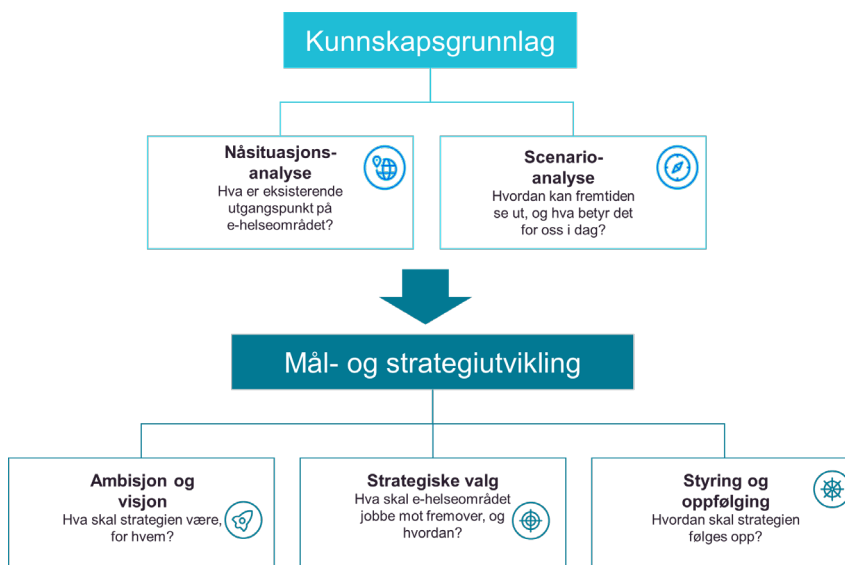 Kunnskapsgrunnlag
Nåsituasjons-
analyse
Hva er eksisterende
utgangspunkt på
e-helseområdet?
Scenario-
analyse
Hvordan kan fremtiden
se ut, og hva betyr det
for oss i dag?
Mål- og strategiutvikling
Ambisjon og
visjon
Hva skal strategien være,
for hvem?
Strategiske valg
Hva skal e-helseområdet
jobbe mot fremover, og
hvordan?
Styring og
oppfølging
Hvordan skal strategien
følges opp?